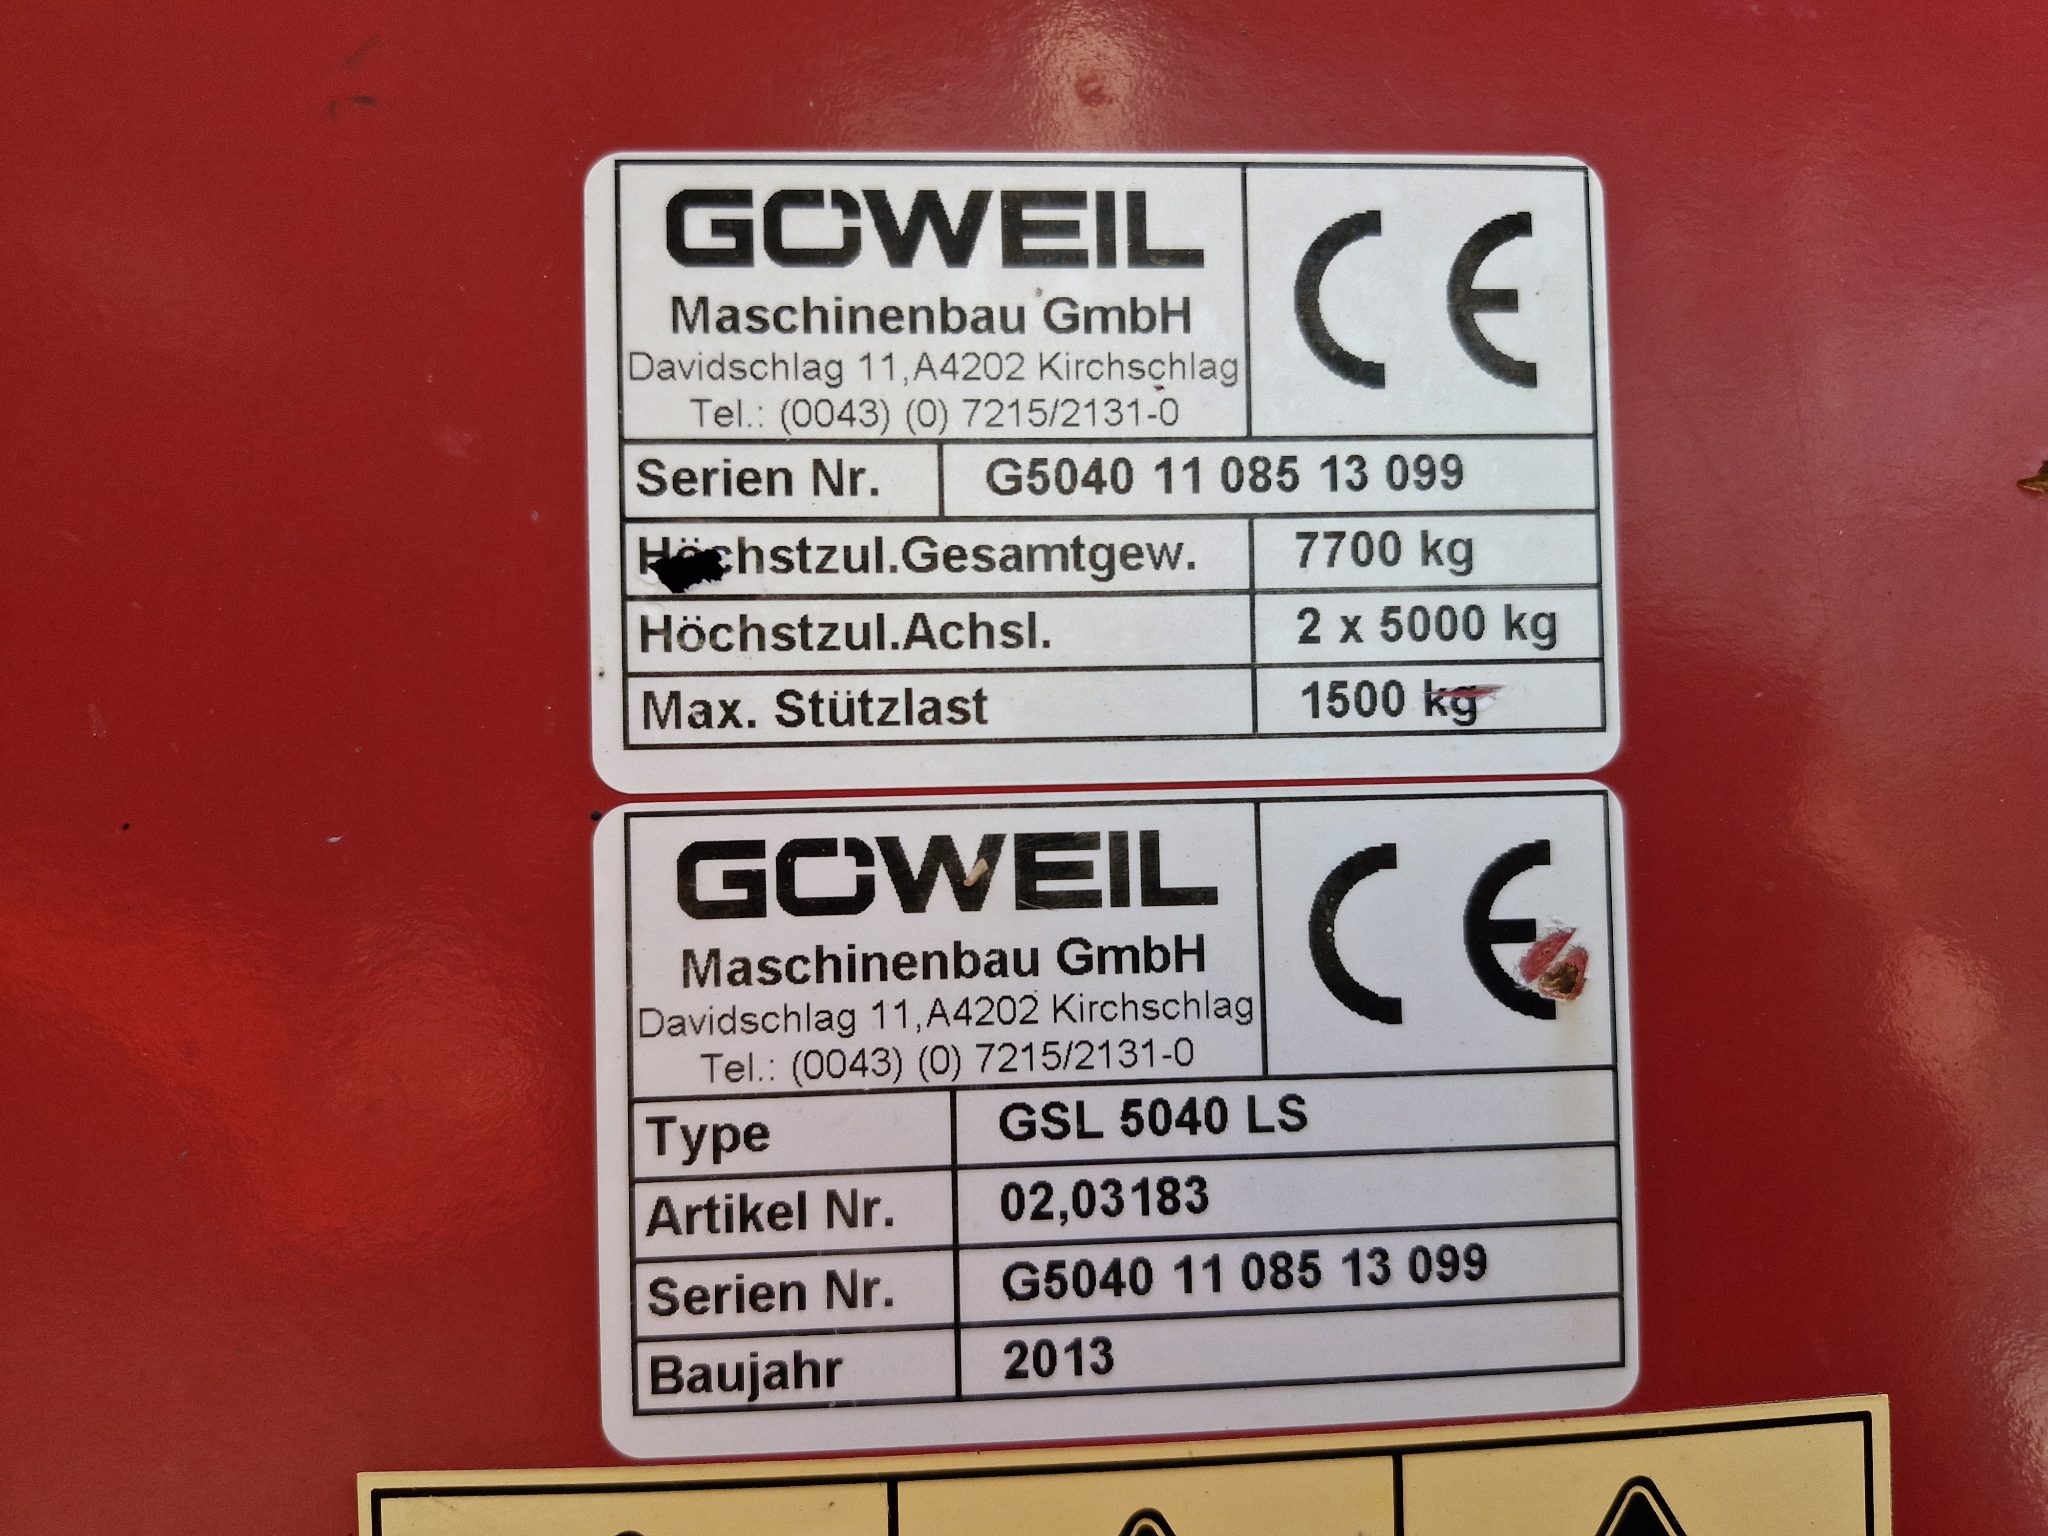 GÖWEIL
Maschinenbau GmbH
Davidschlag 11,A4202 Kirchschlag
Tel.: (0043) (0) 7215/2131-0
CE
Serien Nr. G5040 11 085 13 099
Höchstzul.Gesamtgew. 7700 kg
Höchstzul.Achsl. 2 x 5000 kg
Max. Stützlast 1500 kg
GÖWEIL
Maschinenbau GmbH
Davidschlag 11,A4202 Kirchschlag
Tel.: (0043) (0) 7215/2131-0
CE
Type GSL 5040 LS
Artikel Nr. 02,03183
Serien Nr. G5040 11 085 13 099
Baujahr 2013